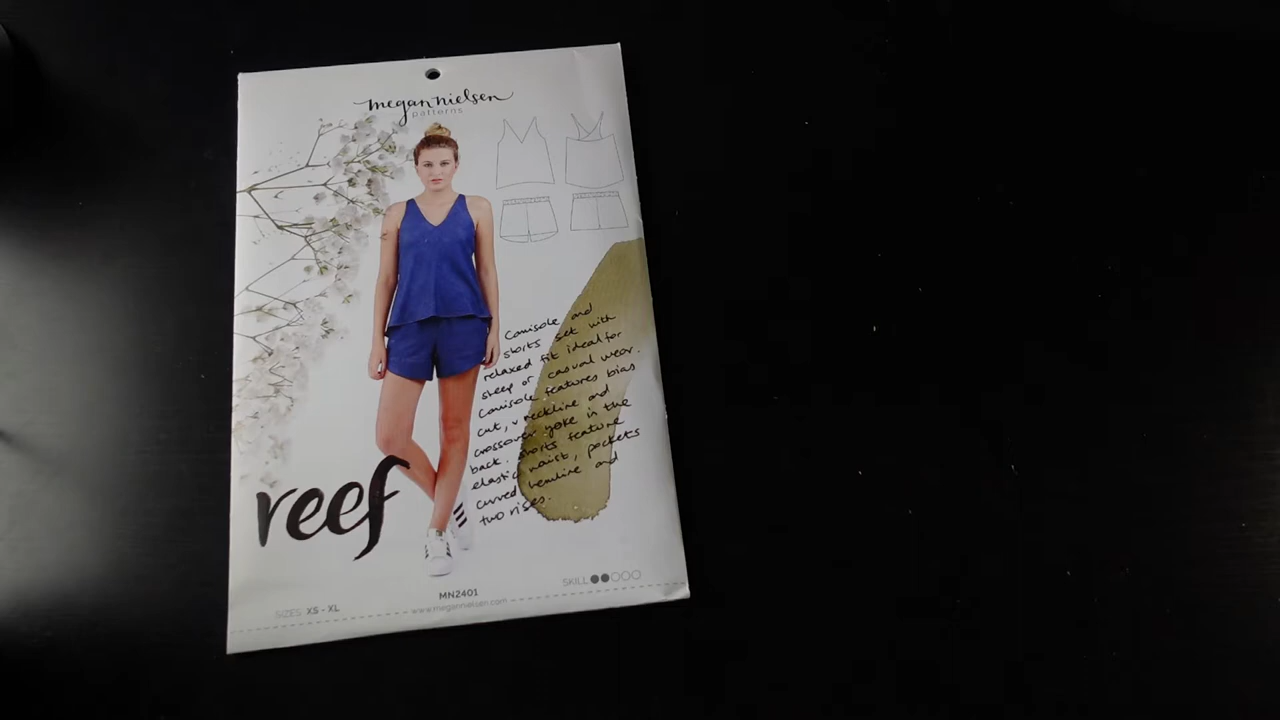 megan nielsen
patterns
Camisole and
shorts set with
relaxed fit ideal for
sleep or casual wear.
Camisole features bias
cut, v neckline and
crossover yoke in the
back. shorts feature
elastic waist, pockets
curved hemline and
two rises.
reef
SKILL
MN2401
SIZES: XS - XL
www.megannielsen.com